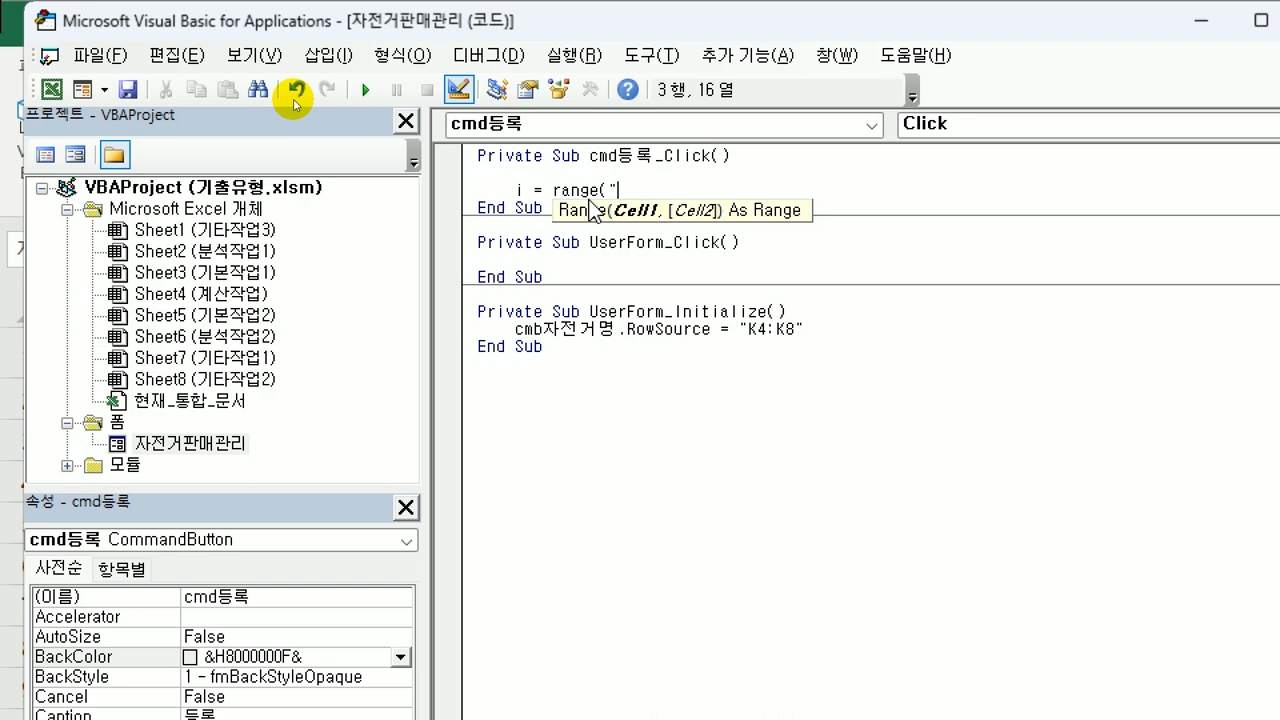 Microsoft Visual Basic for Applications - [자전거판매관리 (코드)]
파일(F) 편집(E) 보기(V) 삽입(I) 형식(O) 디버그(D) 실행(R) 도구(T) 추가 기능(A) 창(W) 도움말(H)
3 행, 16 열
프로젝트 - VBAProject
VBAProject (기출유형.xlsm)
Microsoft Excel 개체
Sheet1 (기타작업3)
Sheet2 (분석작업1)
Sheet3 (기본작업1)
Sheet4 (계산작업)
Sheet5 (기본작업2)
Sheet6 (분석작업2)
Sheet7 (기타작업1)
Sheet8 (기타작업2)
현재_통합_문서
폼
자전거판매관리
모듈
속성 - cmd등록
cmd등록 CommandButton
사전순 항목별
(이름) cmd등록
Accelerator
AutoSize False
BackColor &H8000000F&
BackStyle 1 - fmBackStyleOpaque
Cancel False
Caption 등록
cmd등록 Click
Private Sub cmd등록_Click()
i = range("
Range(Cell1, [Cell2]) As Range
End Sub
Private Sub UserForm_Click()
End Sub
Private Sub UserForm_Initialize()
cmb자전거명.RowSource = "K4:K8"
End Sub